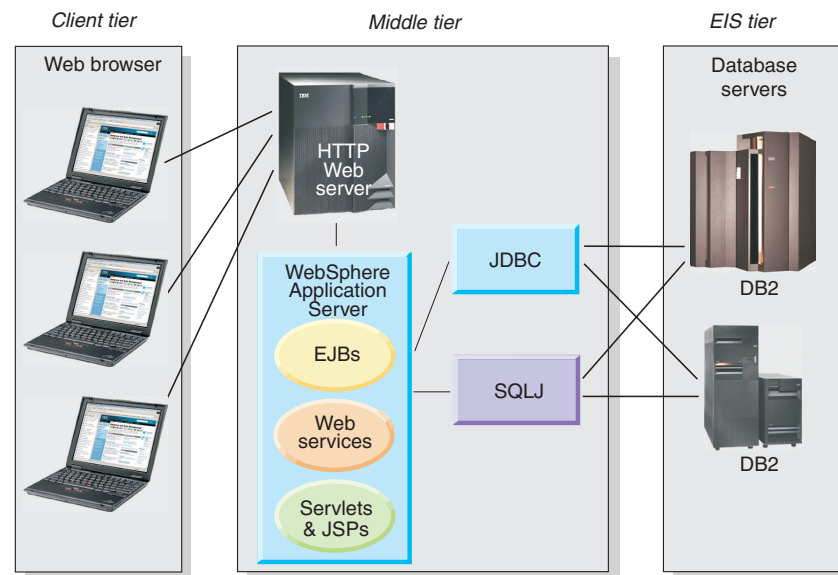 Client tier
Middle tier
EIS tier
Web browser
HTTP
Web
server
IBM
WebSphere
Application
Server
EJBs
Web
services
Servlets
& JSPs
JDBC
SQLJ
Database
servers
DB2
DB2